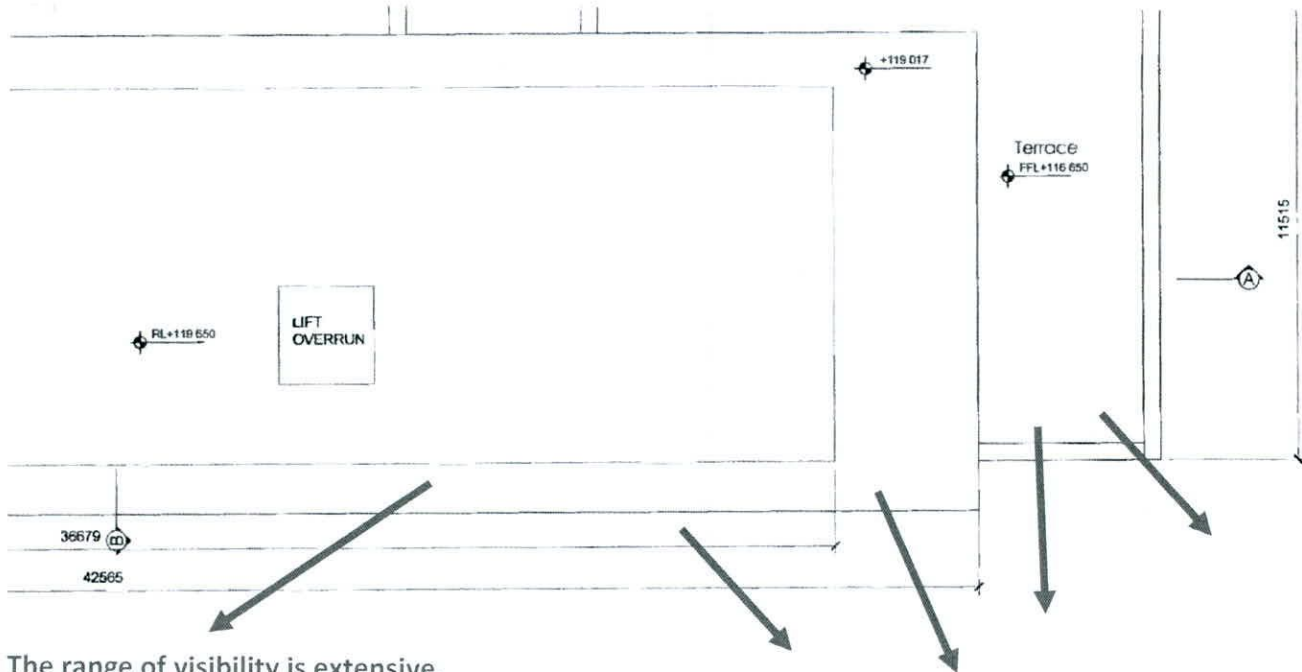 +119 017
Terrace
FFL+116 650
11515
A
LIFT
OVERRUN
RL+119 650
36679
B
42565
The range of visibility is extensive